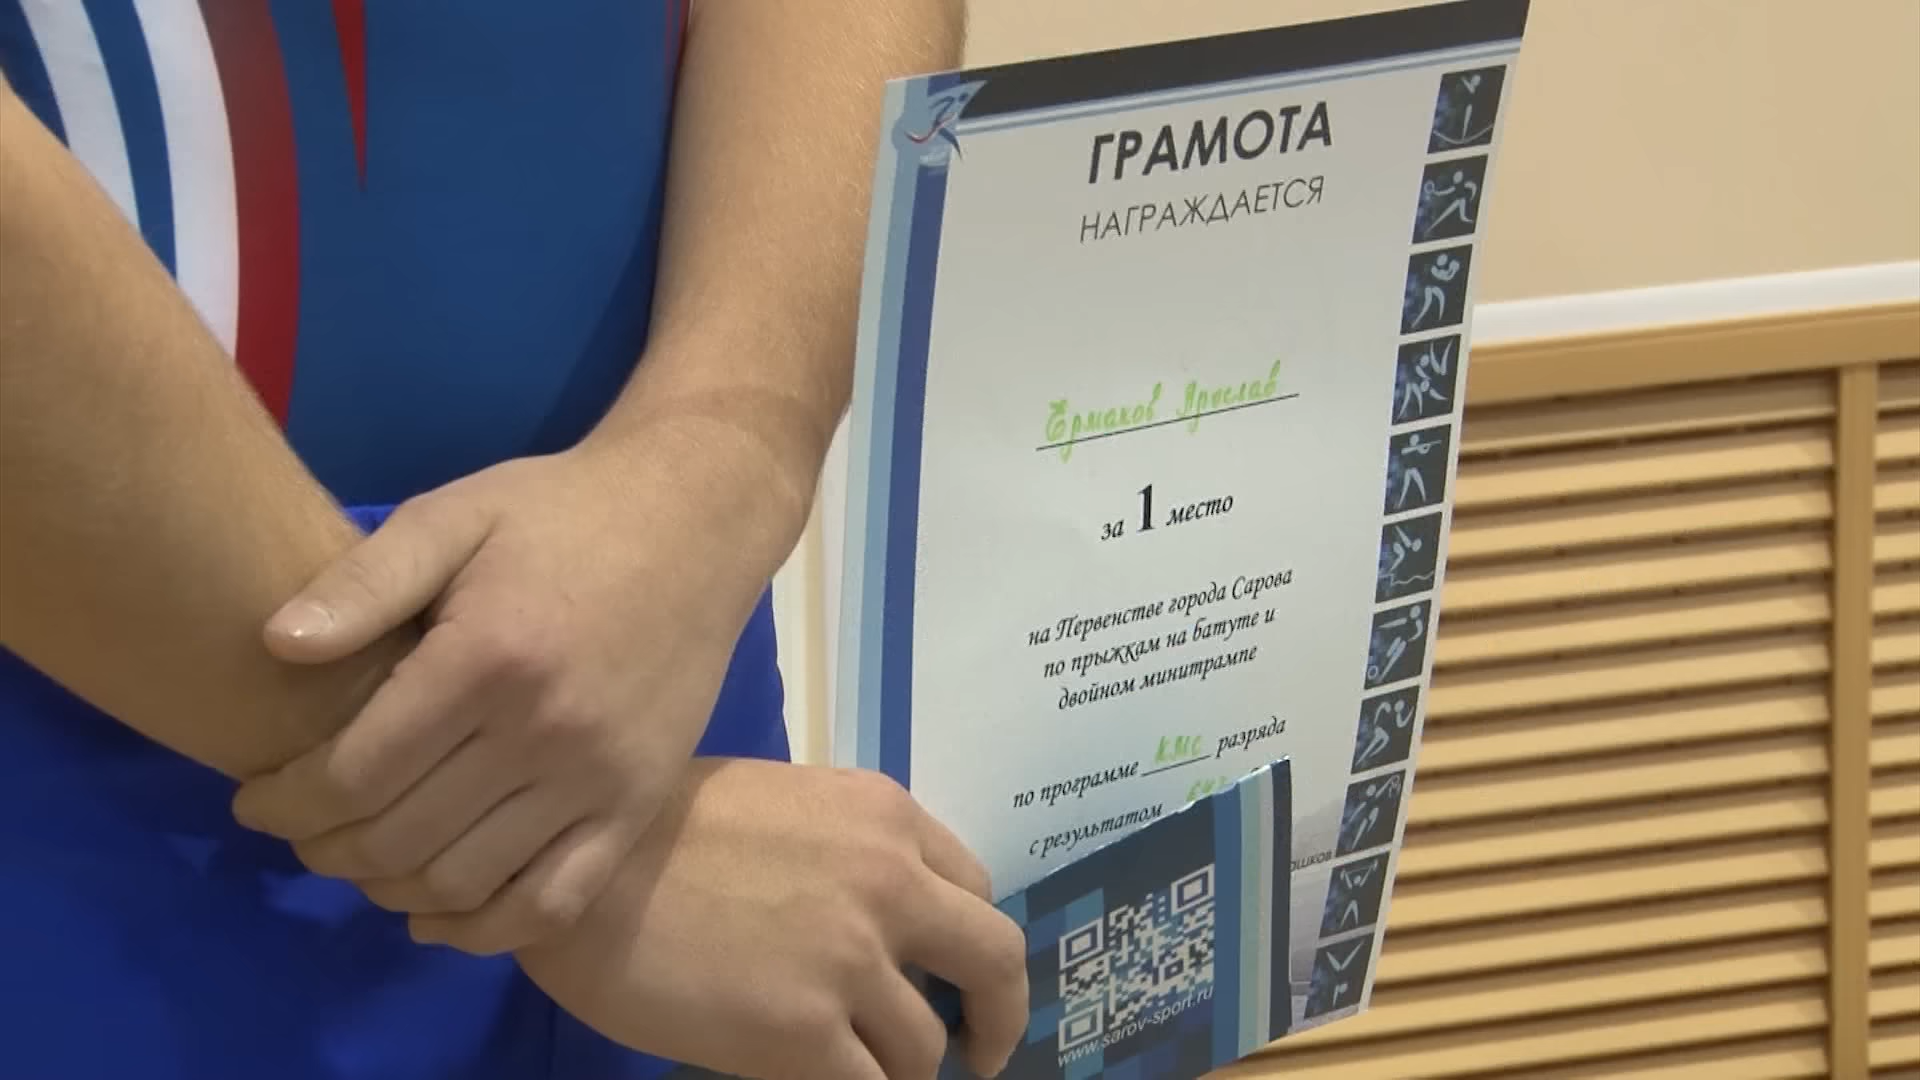 ГРАМОТА
НАГРАЖДАЕТСЯ
Ермаков Ярослав
за 1 место
на Первенстве города Сарова
по прыжкам на батуте и
двойном минитрампе
по программе КМС разряда
с результатом
www.sarov-sport.ru